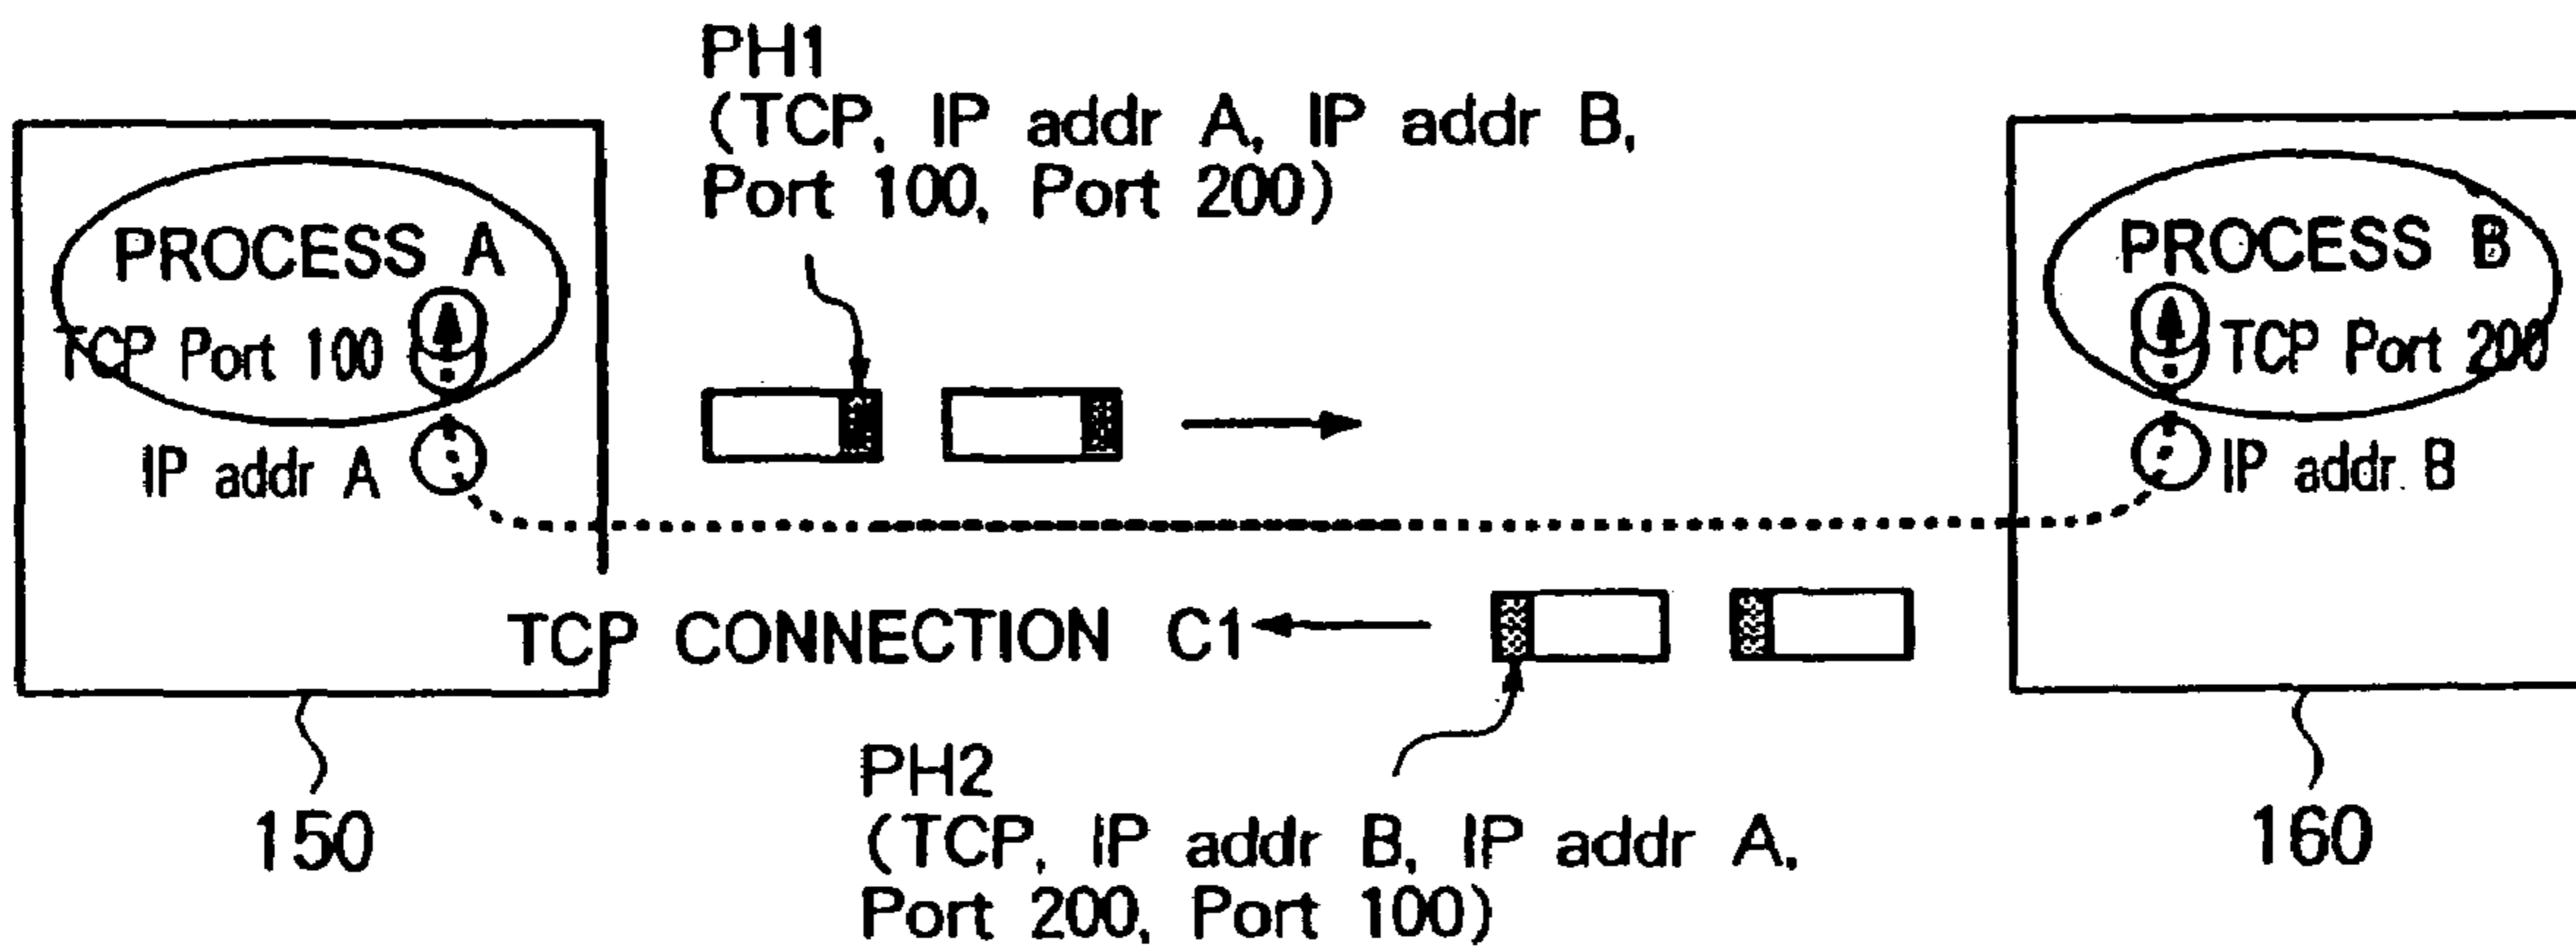 PH1
(TCP, IP addr A, IP addr B,
Port 100, Port 200)
PROCESS A
TCP Port 100
IP addr A
PROCESS B
TCP Port 200
IP addr B
TCP CONNECTION C1
PH2
(TCP, IP addr B, IP addr A,
Port 200, Port 100)
150
160